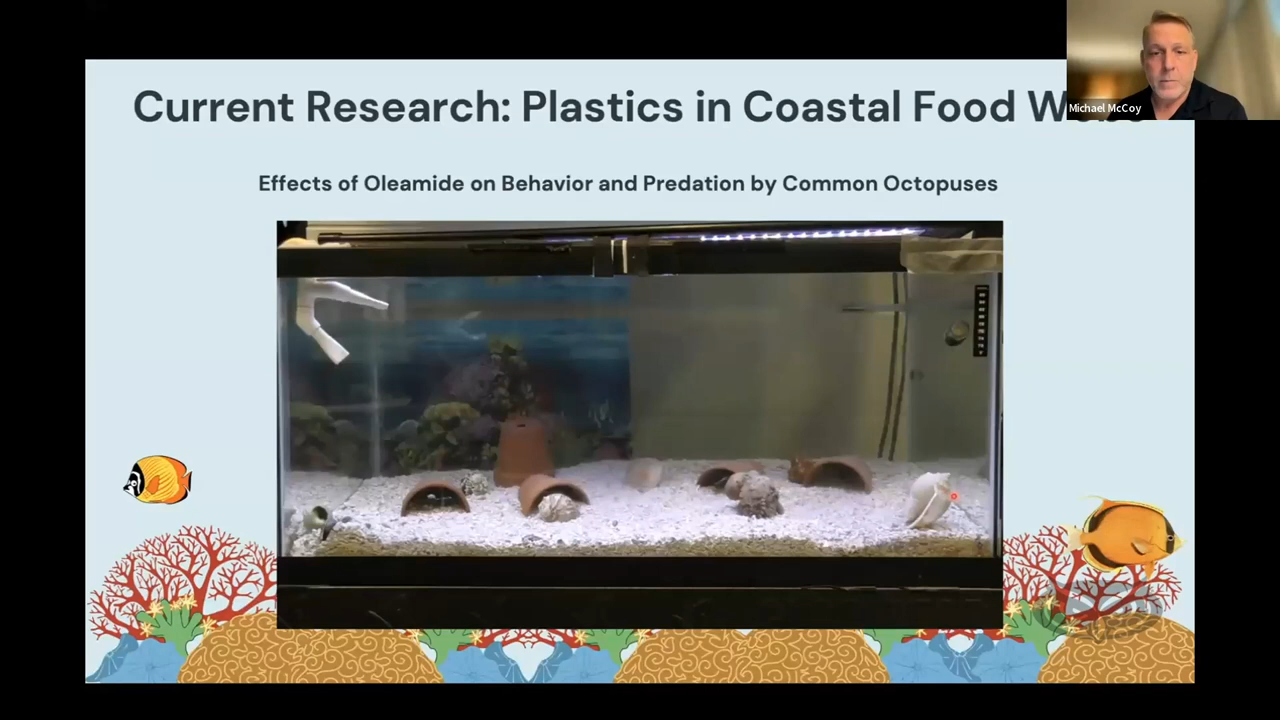 Current Research: Plastics in Coastal Food
Michael McCoy
Effects of Oleamide on Behavior and Predation by Common Octopuses